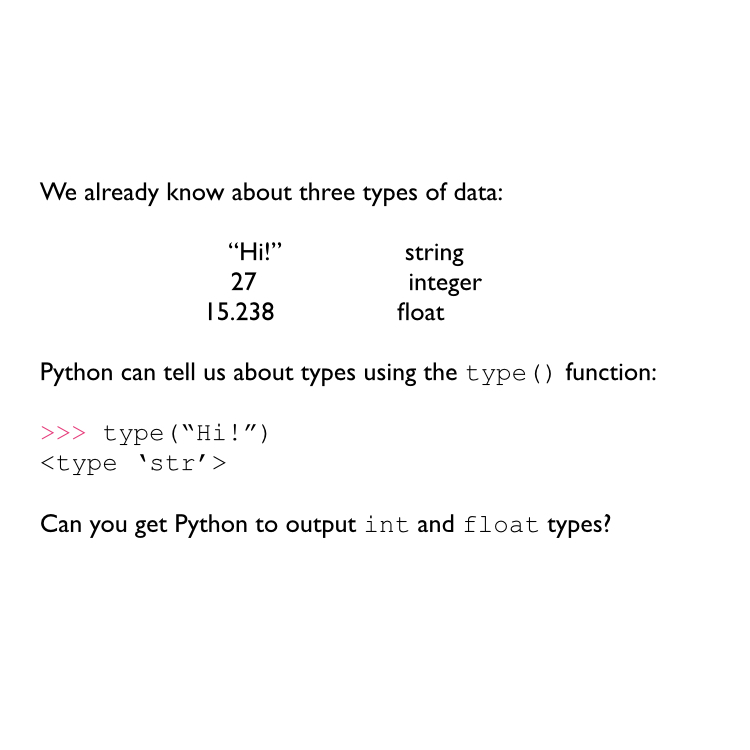 We already know about three types of data:
“Hi!” string
27 integer
15.238 float
Python can tell us about types using the type() function:
>>> type(“Hi!”)
<type ‘str’>
Can you get Python to output int and float types?